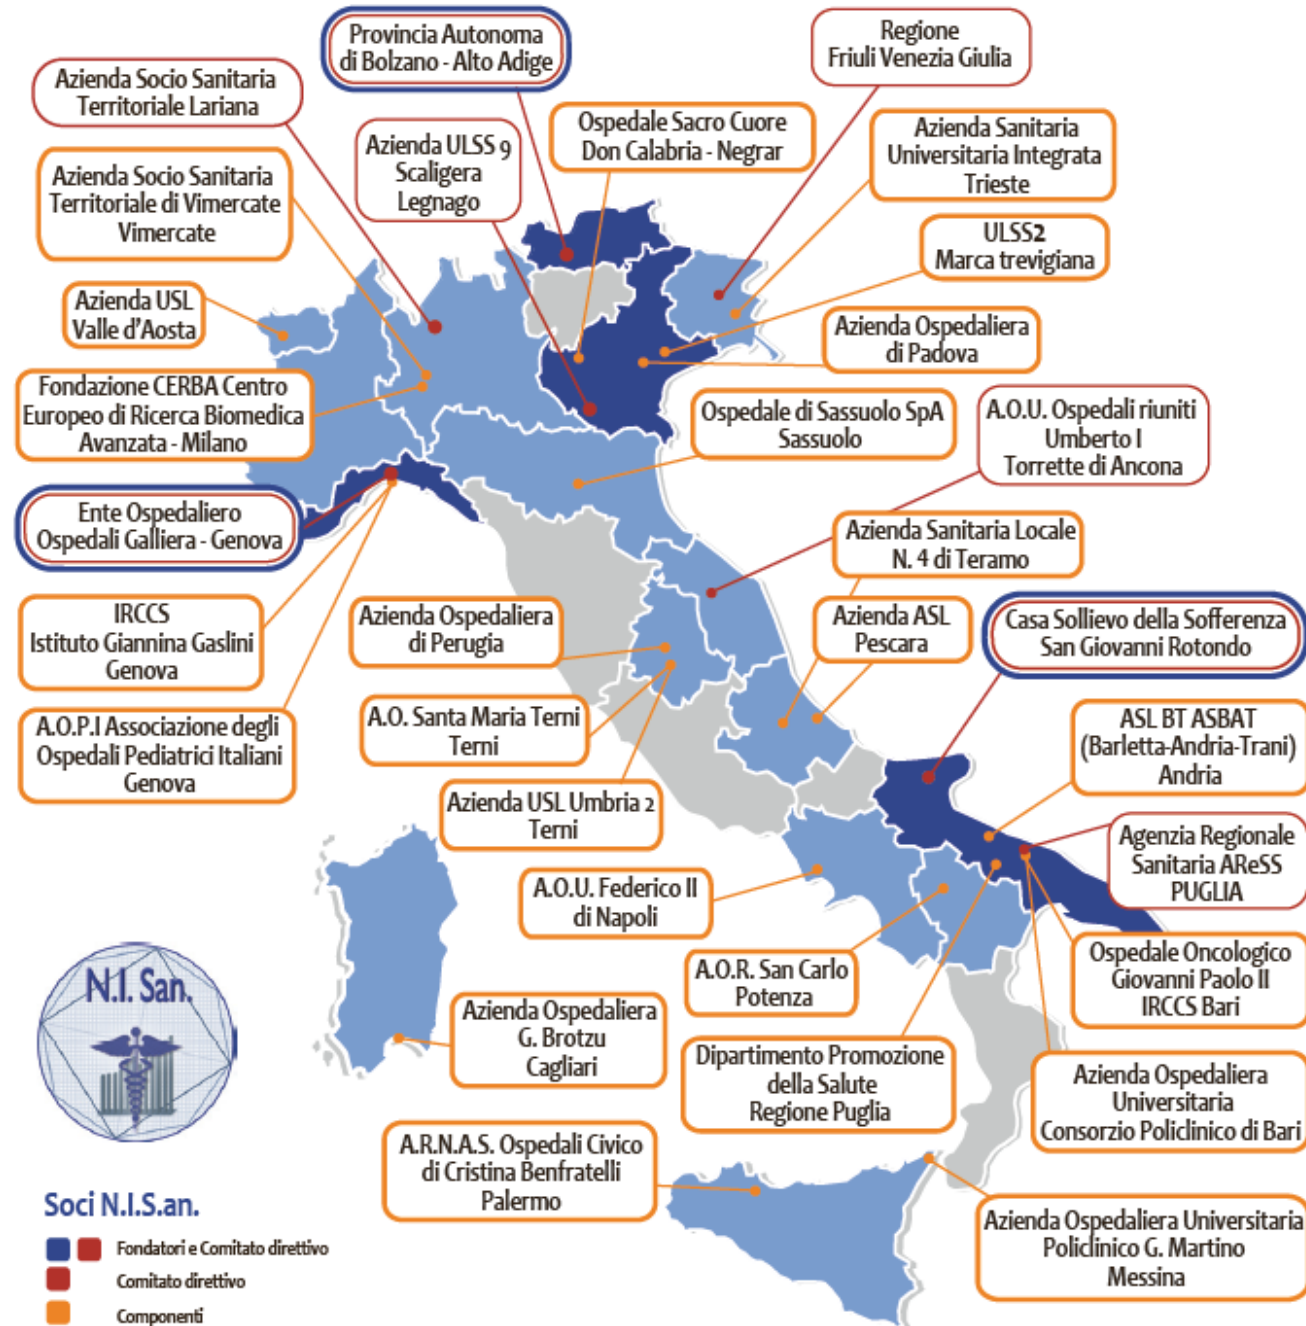 Provincia Autonoma
di Bolzano - Alto Adige
Regione
Friuli Venezia Giulia
Azienda Socio Sanitaria
Territoriale Lariana
Azienda ULSS 9
Scaligera
Legnago
Ospedale Sacro Cuore
Don Calabria - Negrar
Azienda Sanitaria
Universitaria Integrata
Trieste
Azienda Socio Sanitaria
Territoriale di Vimercate
Vimercate
ULSS2
Marca trevigiana
Azienda USL
Valle d'Aosta
Azienda Ospedaliera
di Padova
Fondazione CERBA Centro
Europeo di Ricerca Biomedica
Avanzata - Milano
Ospedale di Sassuolo SpA
Sassuolo
A.O.U. Ospedali riuniti
Umberto I
Torrette di Ancona
Ente Ospedaliero
Ospedali Galliera - Genova
Azienda Sanitaria Locale
N. 4 di Teramo
IRCCS
Istituto Giannina Gaslini
Genova
Azienda Ospedaliera
di Perugia
Azienda ASL
Pescara
Casa Sollievo della Sofferenza
San Giovanni Rotondo
A.O.P.I Associazione degli
Ospedali Pediatrici Italiani
Genova
A.O. Santa Maria Terni
Terni
ASL BT ASBAT
(Barletta-Andria-Trani)
Andria
Azienda USL Umbria 2
Terni
Agenzia Regionale
Sanitaria AReSS
PUGLIA
A.O.U. Federico II
di Napoli
A.O.R. San Carlo
Potenza
Ospedale Oncologico
Giovanni Paolo II
IRCCS Bari
N.I. San.
Azienda Ospedaliera
G. Brotzu
Cagliari
Dipartimento Promozione
della Salute
Regione Puglia
Azienda Ospedaliera
Universitaria
Consorzio Policlinico di Bari
A.R.N.A.S. Ospedali Civico
di Cristina Benfratelli
Palermo
Azienda Ospedaliera Universitaria
Policlinico G. Martino
Messina
Soci N.I.S.an.
Fondatori e Comitato direttivo
Comitato direttivo
Componenti